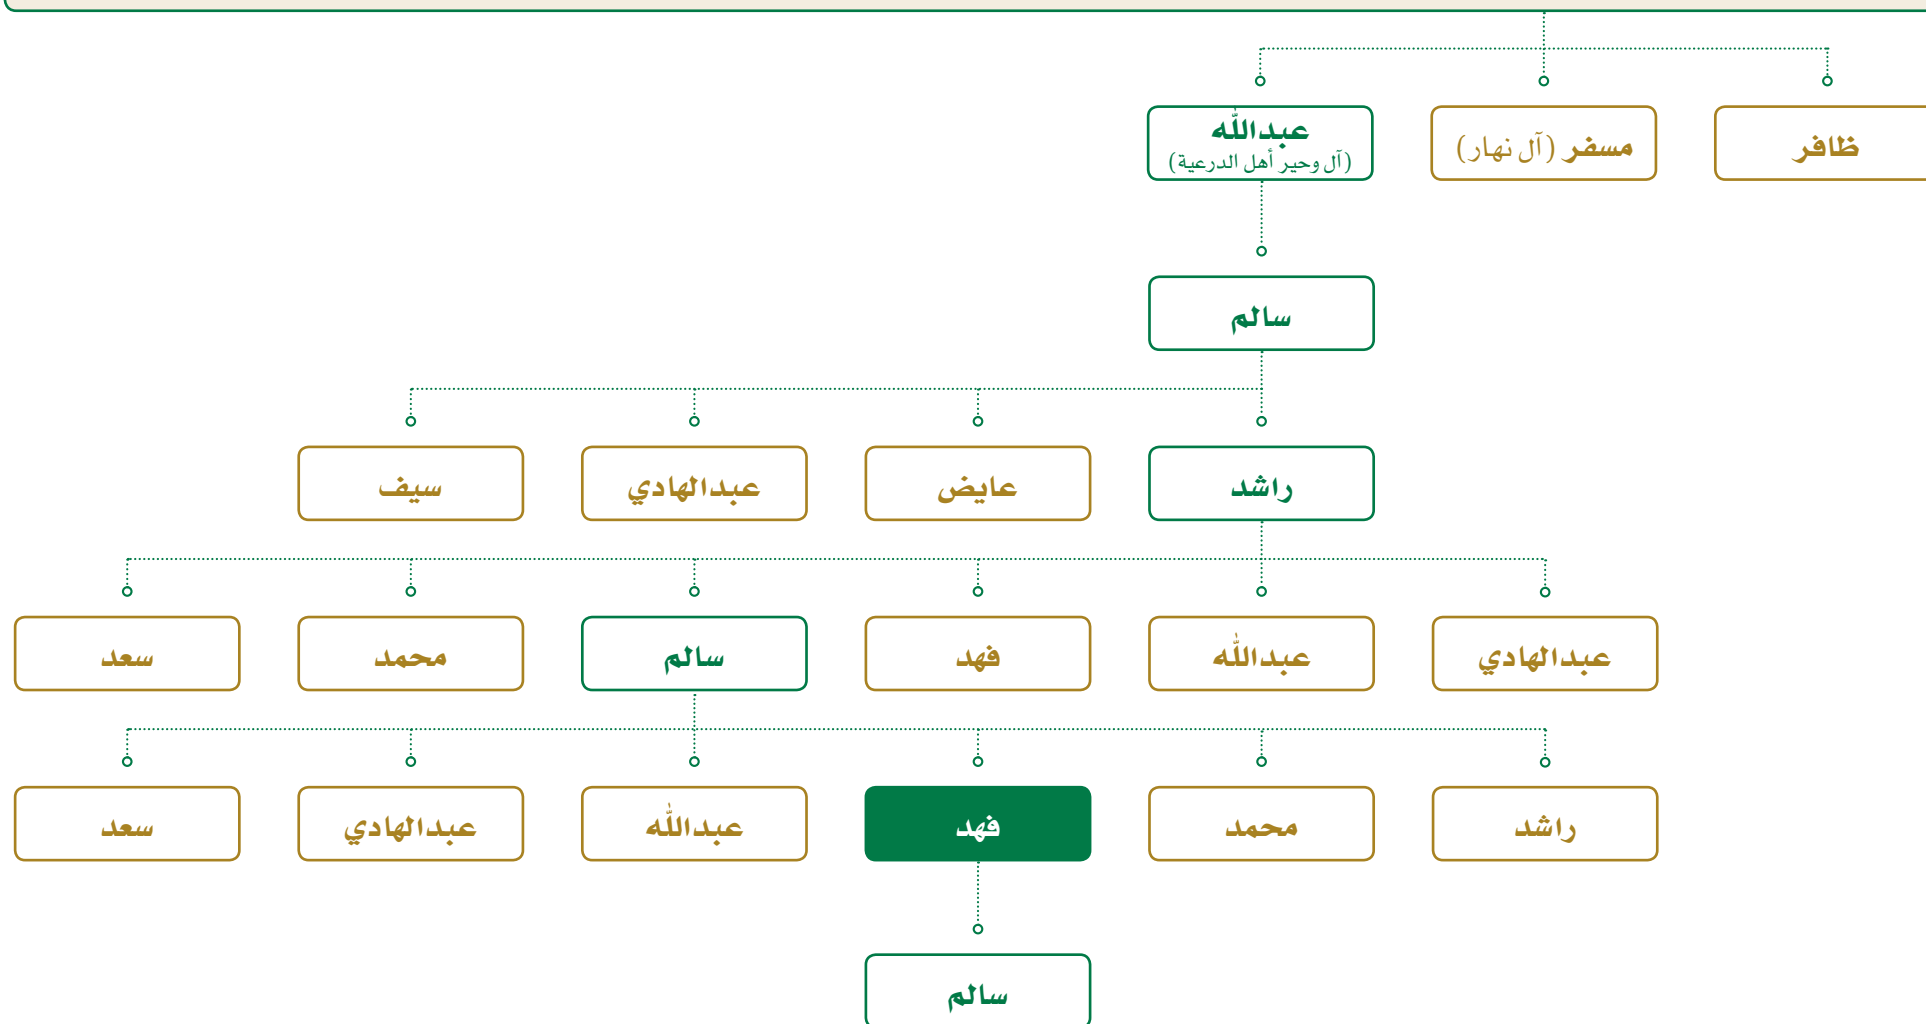 ظافر
مسفر (آل نهار)
عبدالله
(آل وحير أهل الدرعية)
سالم
راشد
عايض
عبدالهادي
سيف
عبدالهادي
عبدالله
فهد
سالم
محمد
سعد
راشد
محمد
فهد
عبدالله
عبدالهادي
سعد
سالم